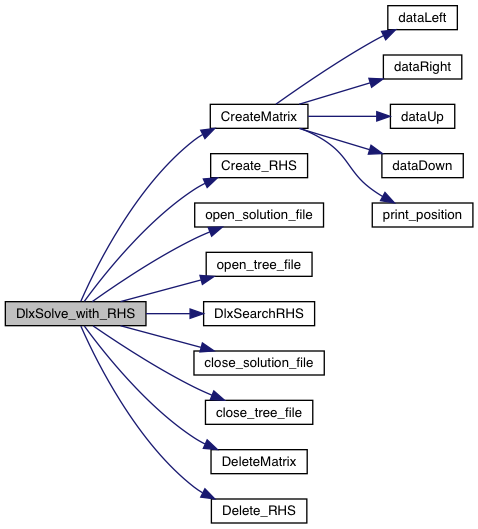 dataLeft
dataRight
CreateMatrix
dataUp
Create_RHS
dataDown
open_solution_file
print_position
open_tree_file
DlxSolve_with_RHS
DlxSearchRHS
close_solution_file
close_tree_file
DeleteMatrix
Delete_RHS